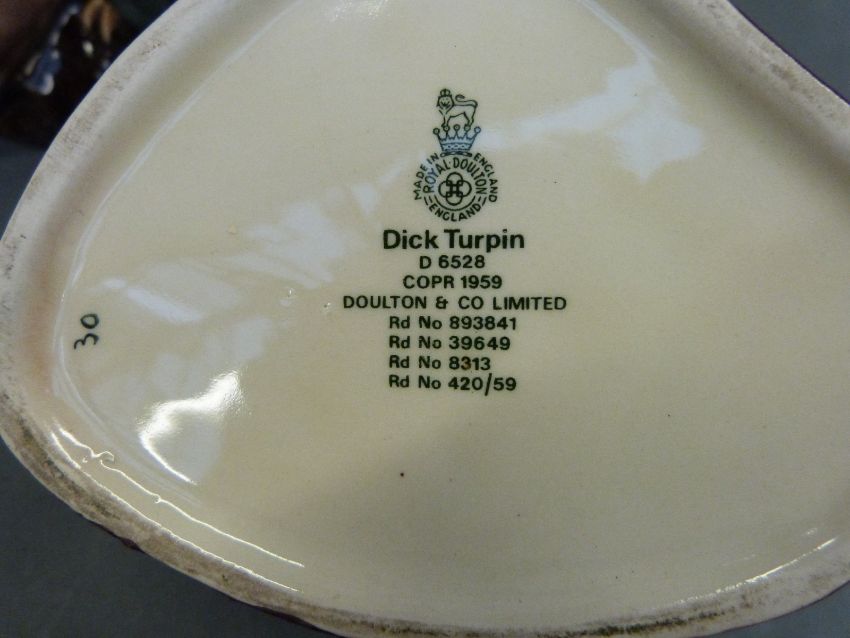 MADE IN ENGLAND
ROYAL DOULTON
ENGLAND
Dick Turpin
D 6528
COPR 1959
DOULTON & CO LIMITED
Rd No 893841
Rd No 39649
Rd No 8313
Rd No 420/59
30